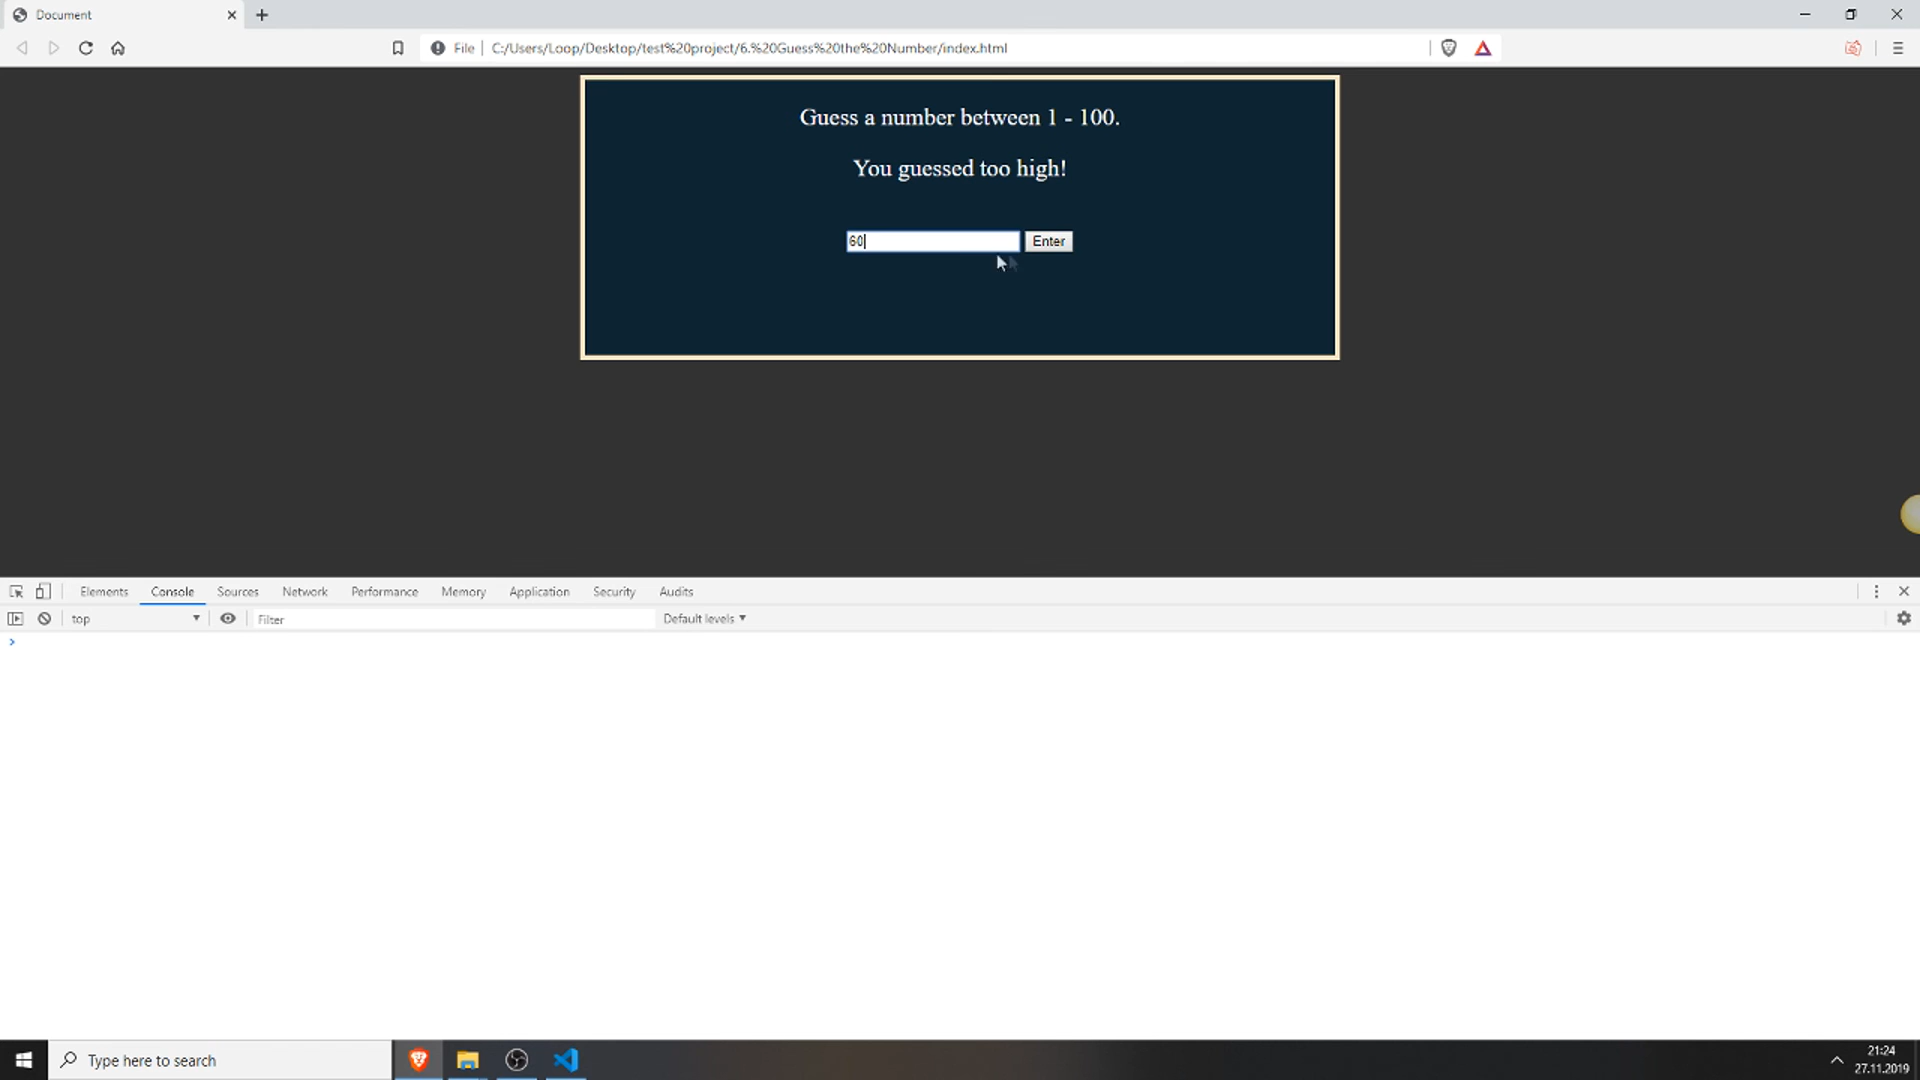 Document
File
C:/Users/Loop/Desktop/test%20project/6.%20Guess%20the%20Number/index.html
Guess a number between 1 - 100.
You guessed too high!
60
Enter
Elements Console Sources Network Performance Memory Application Security Audits
top
Filter
Default levels
Type here to search
21:24
27.11.2019